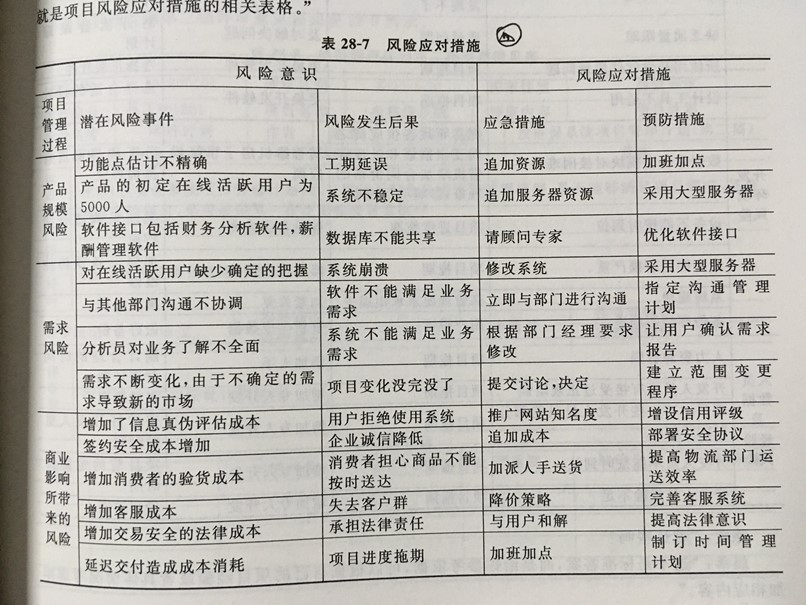 就是项目风险应对措施的相关表格。”
表 28-7 风险应对措施
风险意识 风险应对措施
项目
管理
过程
潜在风险事件 风险发生后果 应急措施 预防措施
产品
规模
风险
功能点估计不精确 工期延误 追加资源 加班加点
产品的初定在线活跃用户为
5000人
系统不稳定 追加服务器资源 采用大型服务器
软件接口包括财务分析软件，薪
酬管理软件
数据库不能共享 请顾问专家 优化软件接口
需求
风险
对在线活跃用户缺少确定的把握 系统崩溃 修改系统 采用大型服务器
与其他部门沟通不协调
软件不能满足业务
需求
立即与部门进行沟通
指定沟通管理
计划
分析员对业务了解不全面
系统不能满足业务
需求
根据部门经理要求
修改
让用户确认需求
报告
需求不断变化，由于不确定的需
求导致新的市场
项目变化没完没了 提交讨论，决定
建立范围变更
程序
商业
影响
所带
来的
风险
增加了信息真伪评估成本 用户拒绝使用系统 推广网站知名度 增设信用评级
签约安全成本增加 企业诚信降低 追加成本 部署安全协议
增加消费者的验货成本
消费者担心商品不能
按时送达
加派人手送货
提高物流部门运
送效率
增加客服成本 失去客户群 降价策略 完善客服系统
增加交易安全的法律成本 承担法律责任 与用户和解 提高法律意识
延迟交付造成成本消耗 项目进度拖期 加班加点
制订时间管理
计划